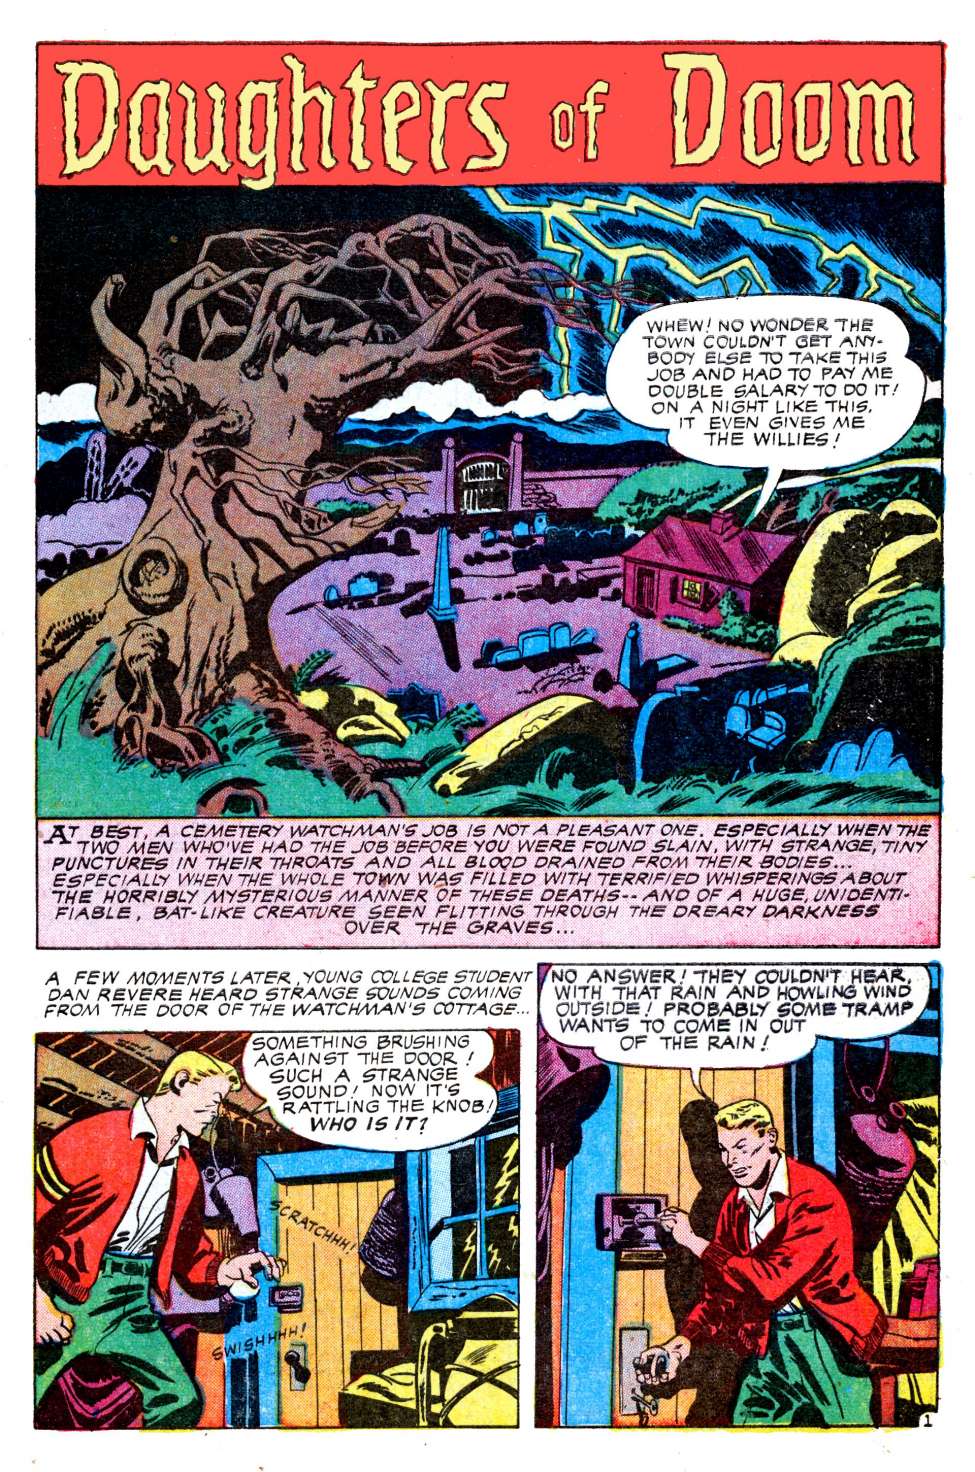 Daughters of Doom
WHEW! NO WONDER THE
TOWN COULDN'T GET ANY-
BODY ELSE TO TAKE THIS
JOB AND HAD TO PAY ME
DOUBLE SALARY TO DO IT!
ON A NIGHT LIKE THIS,
IT EVEN GIVES ME
THE WILLIES!
AT BEST, A CEMETERY WATCHMAN'S JOB IS NOT A PLEASANT ONE. ESPECIALLY WHEN THE
TWO MEN WHO'VE HAD THE JOB BEFORE YOU WERE FOUND SLAIN, WITH STRANGE, TINY
PUNCTURES IN THEIR THROATS AND ALL BLOOD DRAINED FROM THEIR BODIES...
ESPECIALLY WHEN THE WHOLE TOWN WAS FILLED WITH TERRIFIED WHISPERINGS ABOUT
THE HORRIBLY MYSTERIOUS MANNER OF THESE DEATHS-- AND OF A HUGE, UNIDENTI-
FIABLE, BAT-LIKE CREATURE SEEN FLITTING THROUGH THE DREARY DARKNESS
OVER THE GRAVES...
A FEW MOMENTS LATER, YOUNG COLLEGE STUDENT
DAN REVERE HEARD STRANGE SOUNDS COMING
FROM THE DOOR OF THE WATCHMAN'S COTTAGE...
SOMETHING BRUSHING
AGAINST THE DOOR!
SUCH A STRANGE
SOUND! NOW IT'S
RATTLING THE KNOB!
WHO IS IT?
SCRATCHHH!
SWISHHHH!
NO ANSWER! THEY COULDN'T HEAR,
WITH THAT RAIN AND HOWLING WIND
OUTSIDE! PROBABLY SOME TRAMP
WANTS TO COME IN OUT
OF THE RAIN!
1